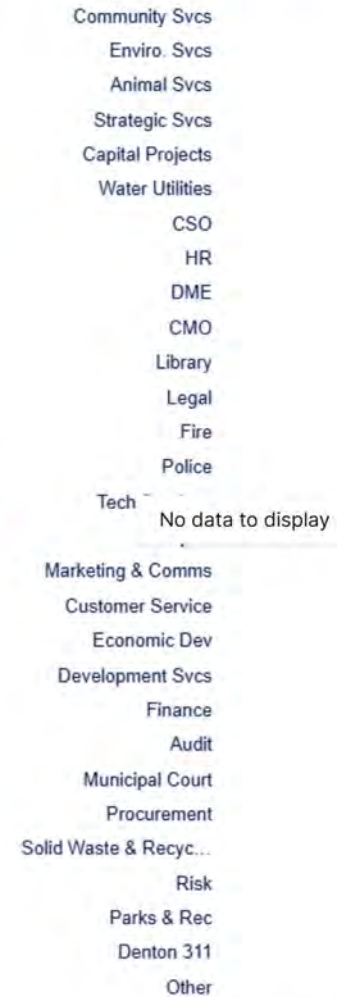 Community Svcs
Enviro. Svcs
Animal Svcs
Strategic Svcs
Capital Projects
Water Utilities
CSO
HR
DME
CMO
Library
Legal
Fire
Police
Tech
No data to display
Marketing & Comms
Customer Service
Economic Dev
Development Svcs
Finance
Audit
Municipal Court
Procurement
Solid Waste & Recyc...
Risk
Parks & Rec
Denton 311
Other